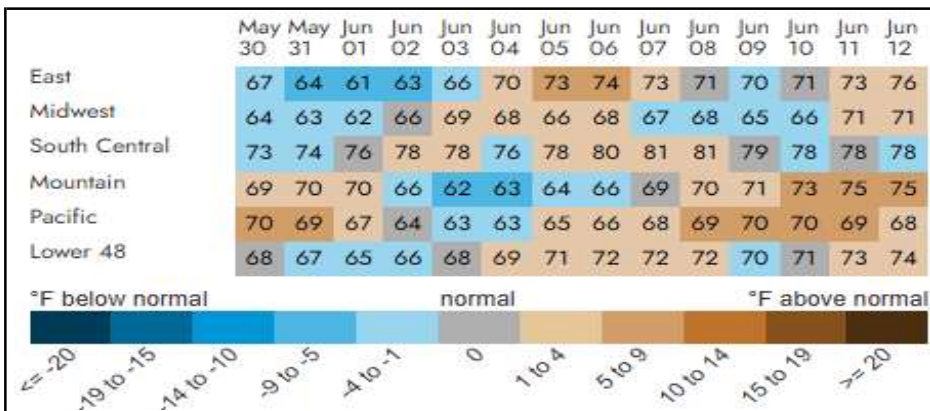 May May Jun Jun Jun Jun Jun Jun Jun Jun Jun Jun Jun Jun
30 31 01 02 03 04 05 06 07 08 09 10 11 12
East 67 64 61 63 66 70 73 74 73 71 70 71 73 76
Midwest 64 63 62 66 69 68 66 68 67 68 65 66 71 71
South Central 73 74 76 78 78 76 78 80 81 81 79 78 78 78
Mountain 69 70 70 66 62 63 64 66 69 70 71 73 75 75
Pacific 70 69 67 64 63 63 65 66 68 69 70 70 69 68
Lower 48 68 67 65 66 68 69 71 72 72 72 70 71 73 74
°F below normal normal °F above normal
<= -20 -19 to -15 -14 to -10 -9 to -5 -4 to -1 0 1 to 4 5 to 9 10 to 14 15 to 19 >= 20